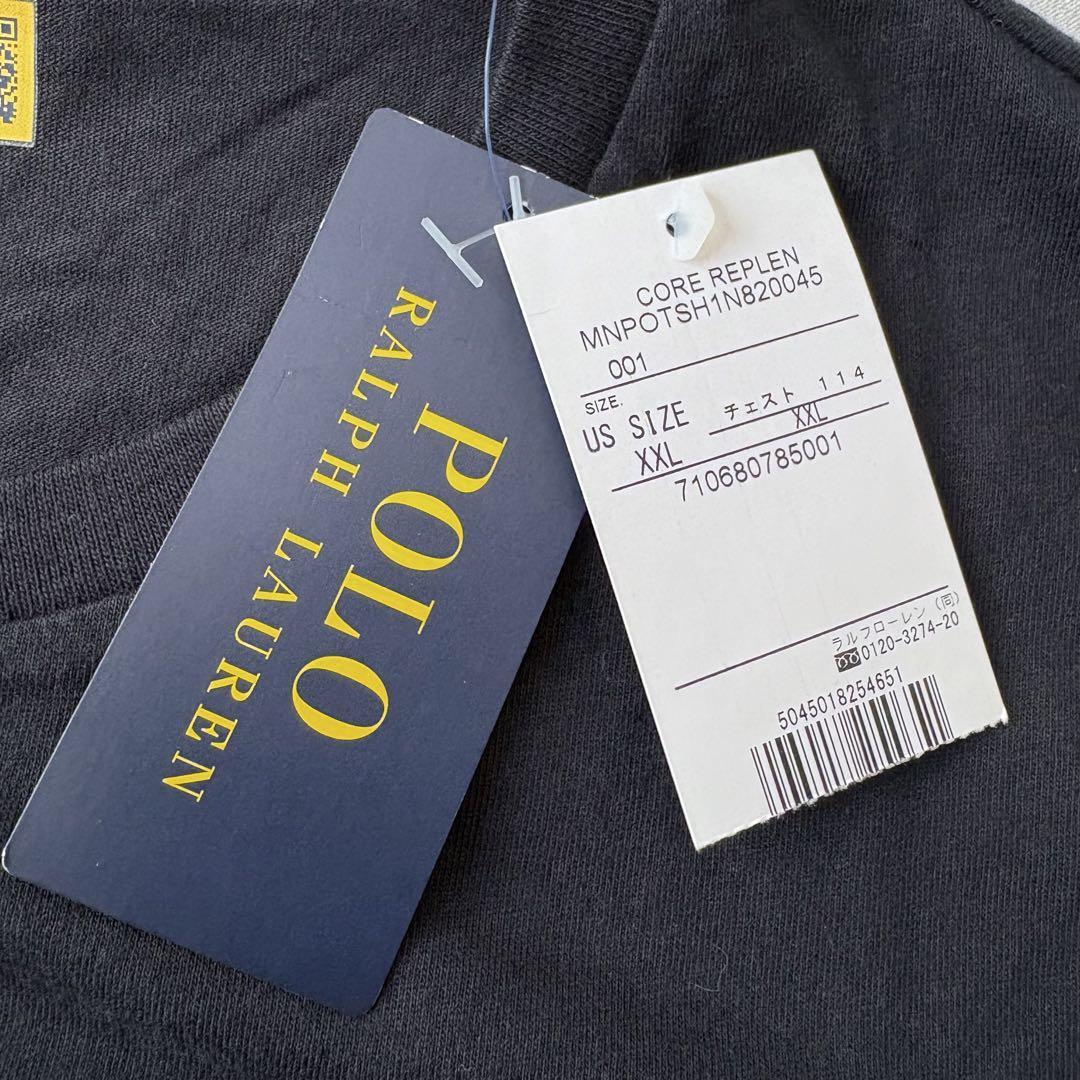 POLO
RALPH LAUREN
CORE REPLEN
MNPOTSH1N820045
001
SIZE.
US SIZE チェスト 114
XXL XXL
710680785001
ラルフローレン (同)
0120-3274-20
5045018254651